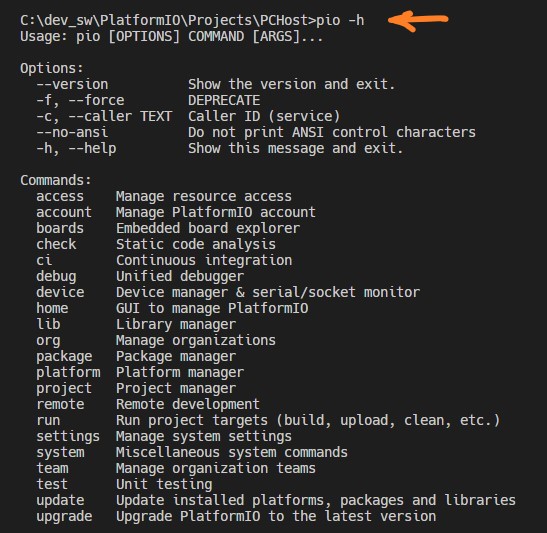 C:\dev_sw\PlatformIO\Projects\PCHost>pio -h
Usage: pio [OPTIONS] COMMAND [ARGS]...
Options:
--version Show the version and exit.
-f, --force DEPRECATE
-c, --caller TEXT Caller ID (service)
--no-ansi Do not print ANSI control characters
-h, --help Show this message and exit.
Commands:
access Manage resource access
account Manage PlatformIO account
boards Embedded board explorer
check Static code analysis
ci Continuous integration
debug Unified debugger
device Device manager & serial/socket monitor
home GUI to manage PlatformIO
lib Library manager
org Manage organizations
package Package manager
platform Platform manager
project Project manager
remote Remote development
run Run project targets (build, upload, clean, etc.)
settings Manage system settings
system Miscellaneous system commands
team Manage organization teams
test Unit testing
update Update installed platforms, packages and libraries
upgrade Upgrade PlatformIO to the latest version